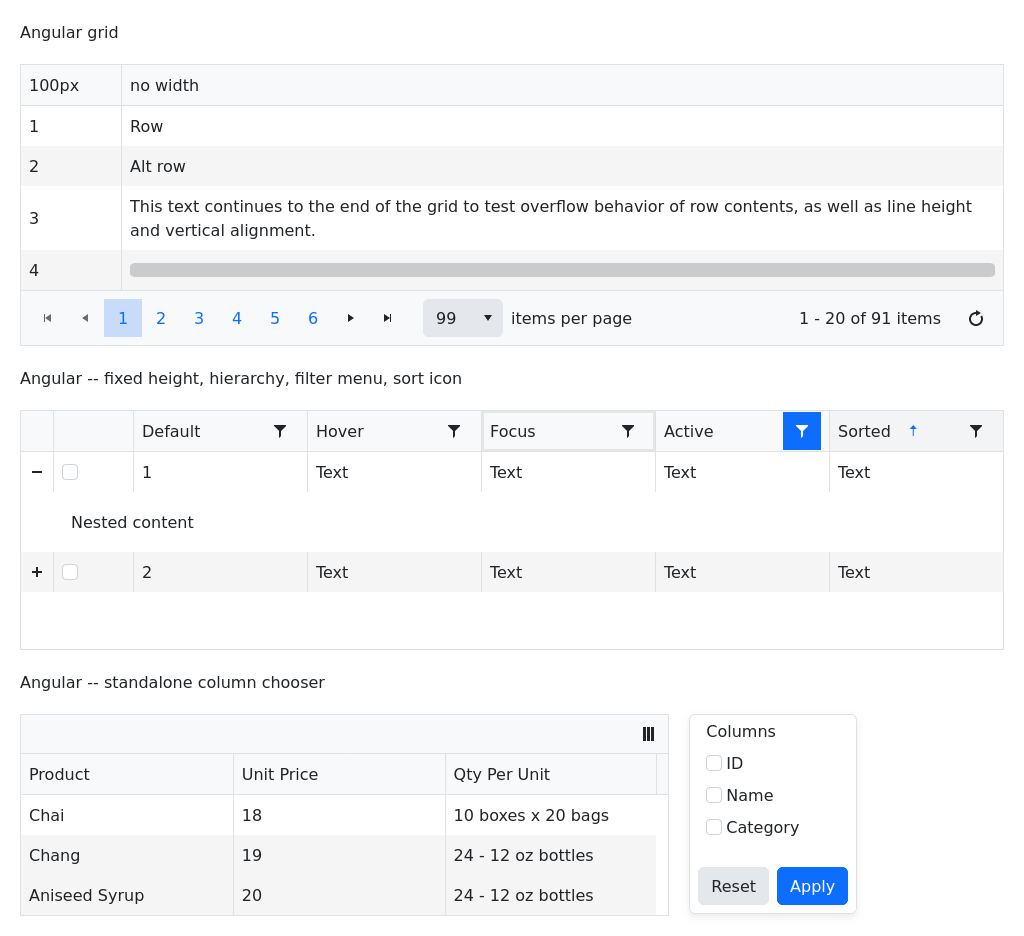 Angular grid
100px no width
1 Row
2 Alt row
3 This text continues to the end of the grid to test overflow behavior of row contents, as well as line height
and vertical alignment.
4
1 2 3 4 5 6 99 items per page 1 - 20 of 91 items
Angular -- fixed height, hierarchy, filter menu, sort icon
Default Hover Focus Active Sorted
1 Text Text Text Text
Nested content
2 Text Text Text Text
Angular -- standalone column chooser
Product Unit Price Qty Per Unit
Chai 18 10 boxes x 20 bags
Chang 19 24 - 12 oz bottles
Aniseed Syrup 20 24 - 12 oz bottles
Columns
ID
Name
Category
Reset Apply